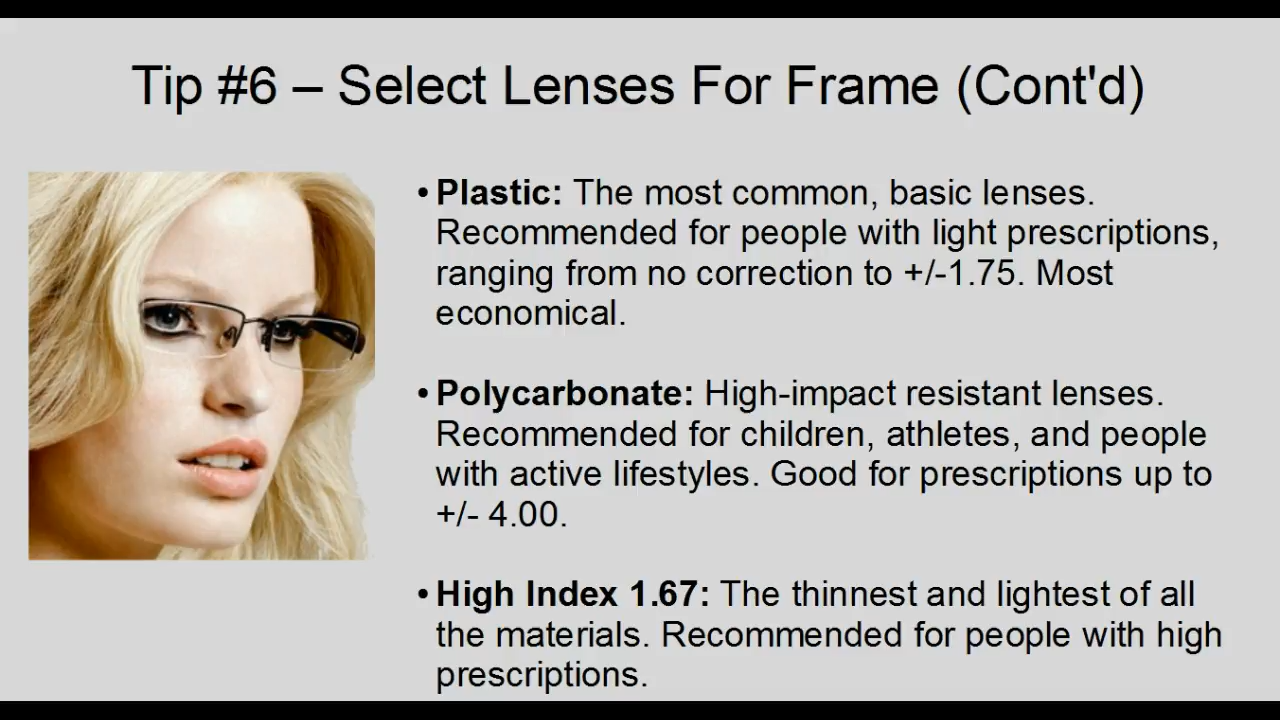 Tip #6 – Select Lenses For Frame (Cont'd)
• Plastic: The most common, basic lenses.
Recommended for people with light prescriptions,
ranging from no correction to +/-1.75. Most
economical.
• Polycarbonate: High-impact resistant lenses.
Recommended for children, athletes, and people
with active lifestyles. Good for prescriptions up to
+/- 4.00.
• High Index 1.67: The thinnest and lightest of all
the materials. Recommended for people with high
prescriptions.